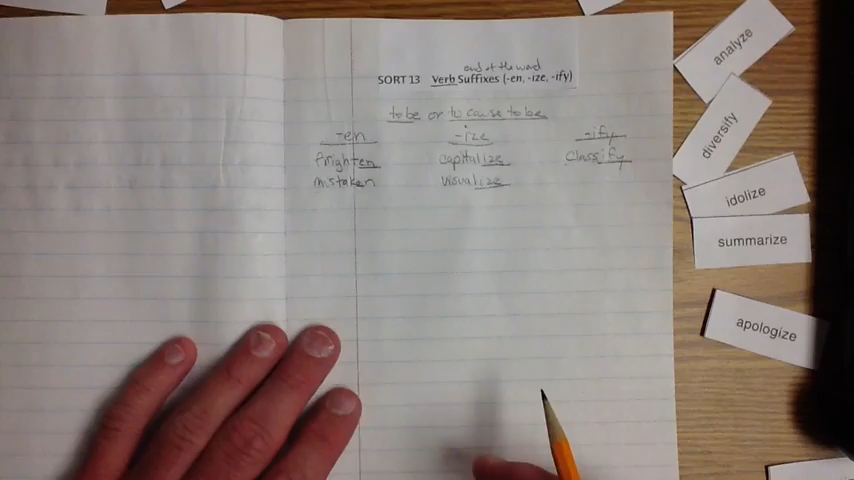 end of the word
SORT 13 Verb Suffixes (-en, -ize, -ify)
to be or to cause to be
-en -ize -ify
frighten capitalize classify
mistaken visualize
analyze
diversify
idolize
summarize
apologize